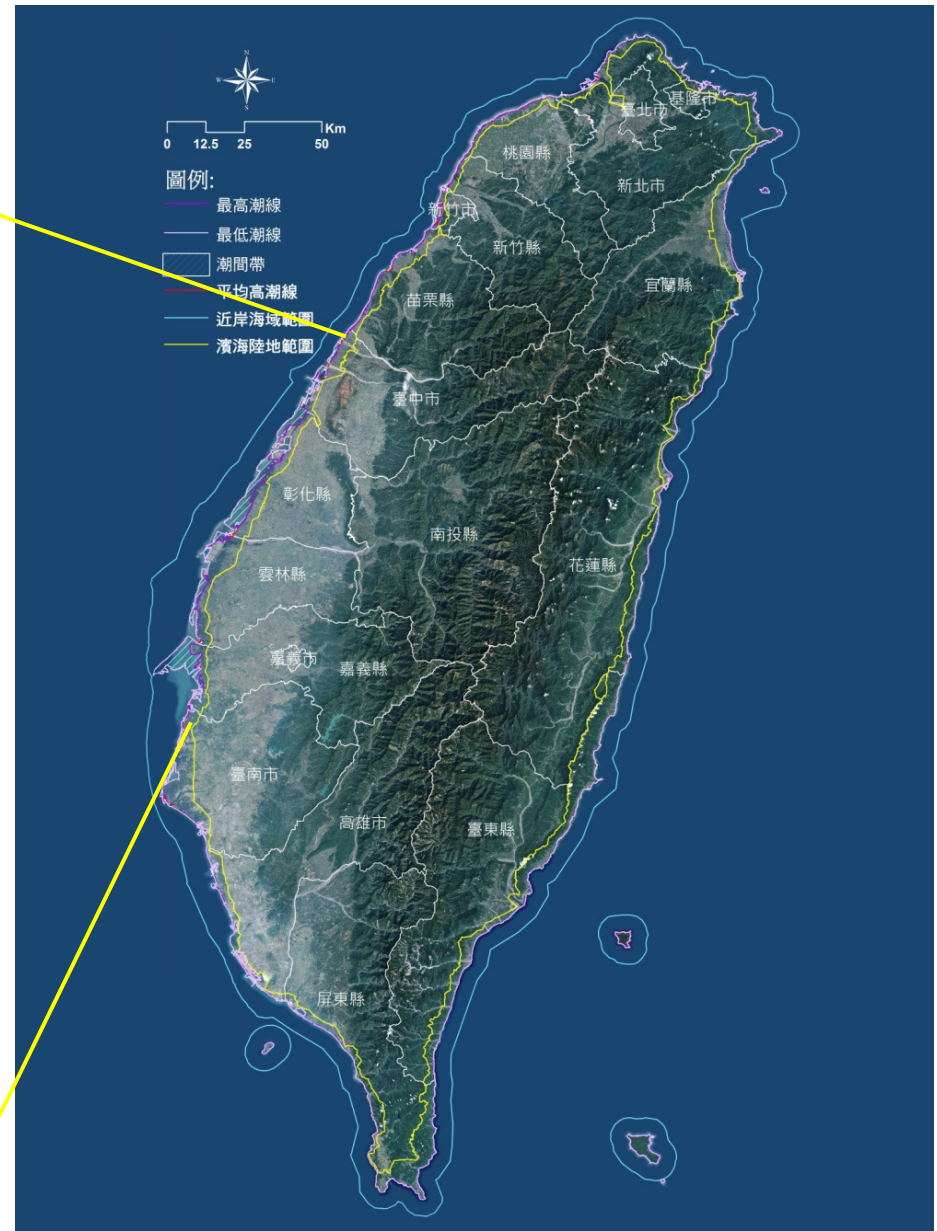 N
W E
S
Km
0 12.5 25 50
圖例:
最高潮線
最低潮線
潮間帶
平均高潮線
近岸海域範圍
濱海陸地範圍
基隆市
臺北市
桃園縣
新北市
新竹市
新竹縣
宜蘭縣
苗栗縣
臺中市
彰化縣
南投縣
花蓮縣
雲林縣
嘉義市
嘉義縣
臺南市
高雄市
臺東縣
屏東縣